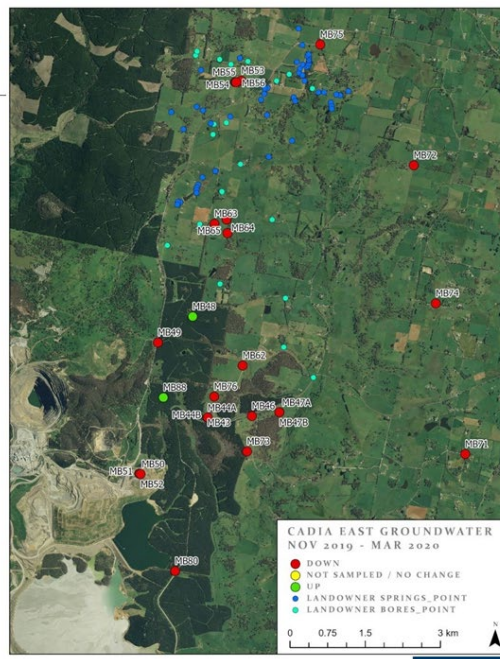 MB75
MB55 MB53
MB54 MB56
MB72
MB63
MB65 MB64
MB74
MB48
MB49
MB62
MB88
MB76
MB44A
MB44B MB43
MB46
MB47A
MB47B
MB73
MB71
MB50
MB51
MB52
MB80
CADIA EAST GROUNDWATER
NOV 2019 - MAR 2020
DOWN
NOT SAMPLED / NO CHANGE
UP
LANDOWNER SPRINGS_POINT
LANDOWNER BORES_POINT
N
0 0.75 1.5 3 km